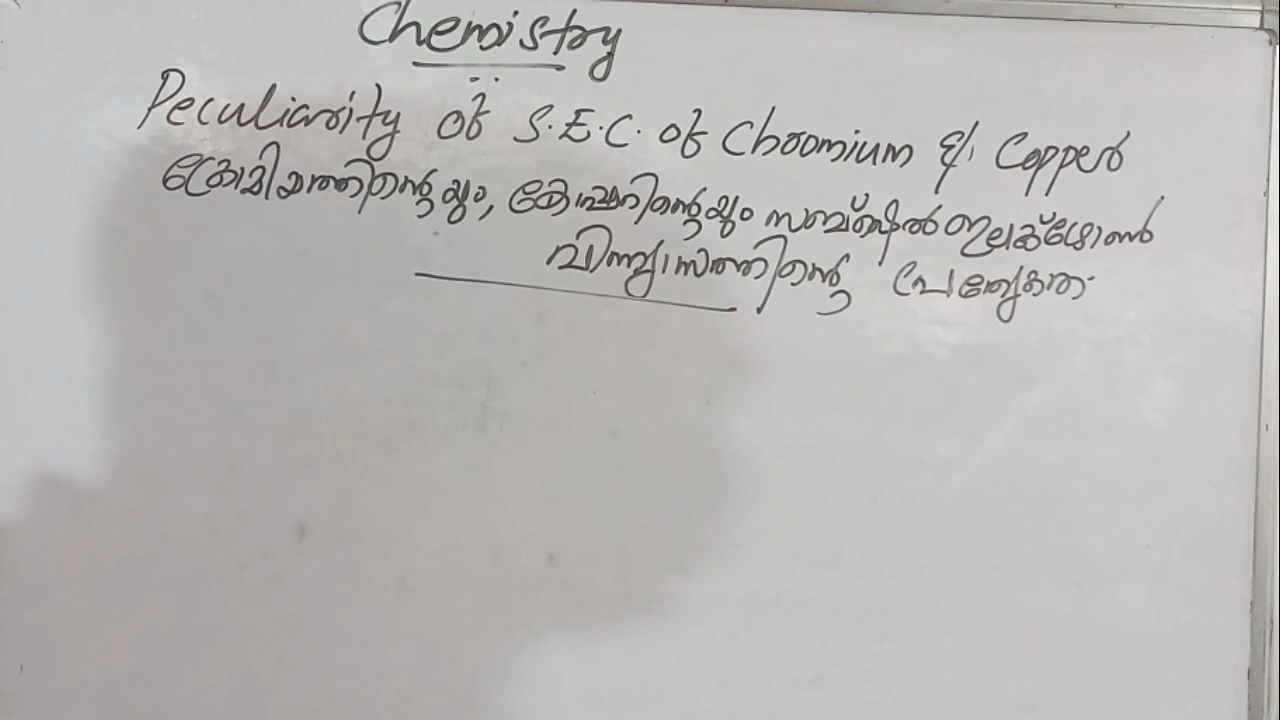 Chemistry
Peculiarity of S.E.C. of Chromium & Copper
ക്രോമിയത്തിന്റെയും, കോപ്പറിന്റെയും സബ്ഷെൽ ഇലക്ട്രോൺ
വിന്യാസത്തിന്റെ പ്രത്യേകത